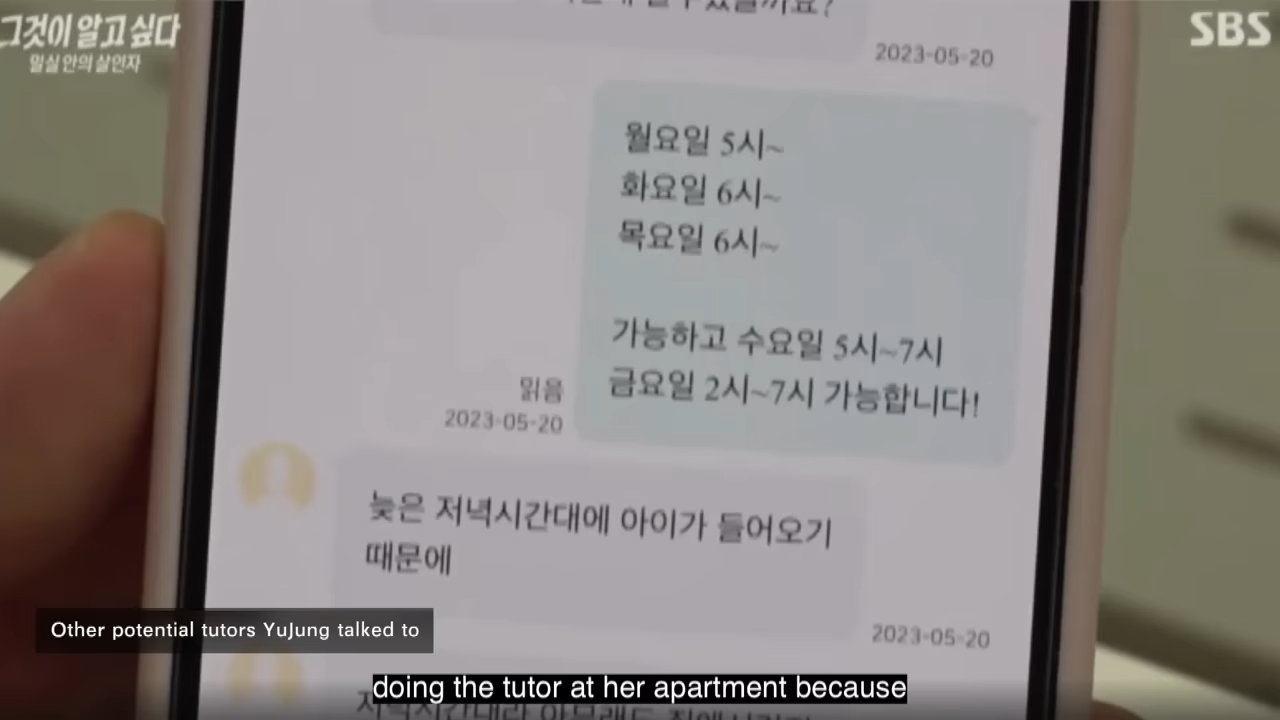 그것이 알고 싶다
밀실 안의 살인자
SBS
2023-05-20
월요일 5시~
화요일 6시~
목요일 6시~
가능하고 수요일 5시~7시
금요일 2시~7시 가능합니다!
읽음
2023-05-20
늦은 저녁시간대에 아이가 들어오기
때문에
2023-05-20
Other potential tutors YuJung talked to
doing the tutor at her apartment because